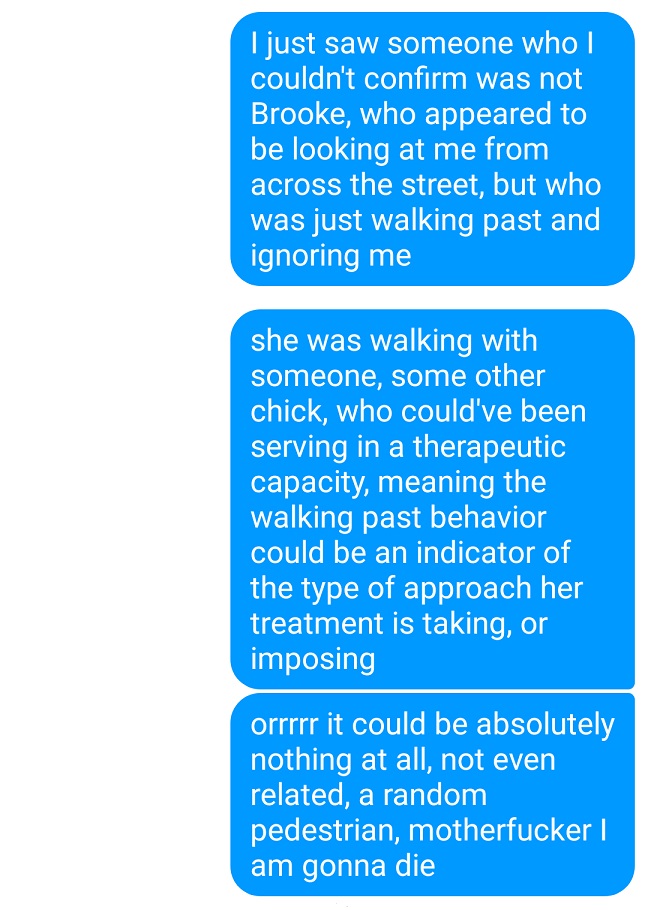 I just saw someone who I
couldn't confirm was not
Brooke, who appeared to
be looking at me from
across the street, but who
was just walking past and
ignoring me
she was walking with
someone, some other
chick, who could've been
serving in a therapeutic
capacity, meaning the
walking past behavior
could be an indicator of
the type of approach her
treatment is taking, or
imposing
orrrrr it could be absolutely
nothing at all, not even
related, a random
pedestrian, motherfucker I
am gonna die